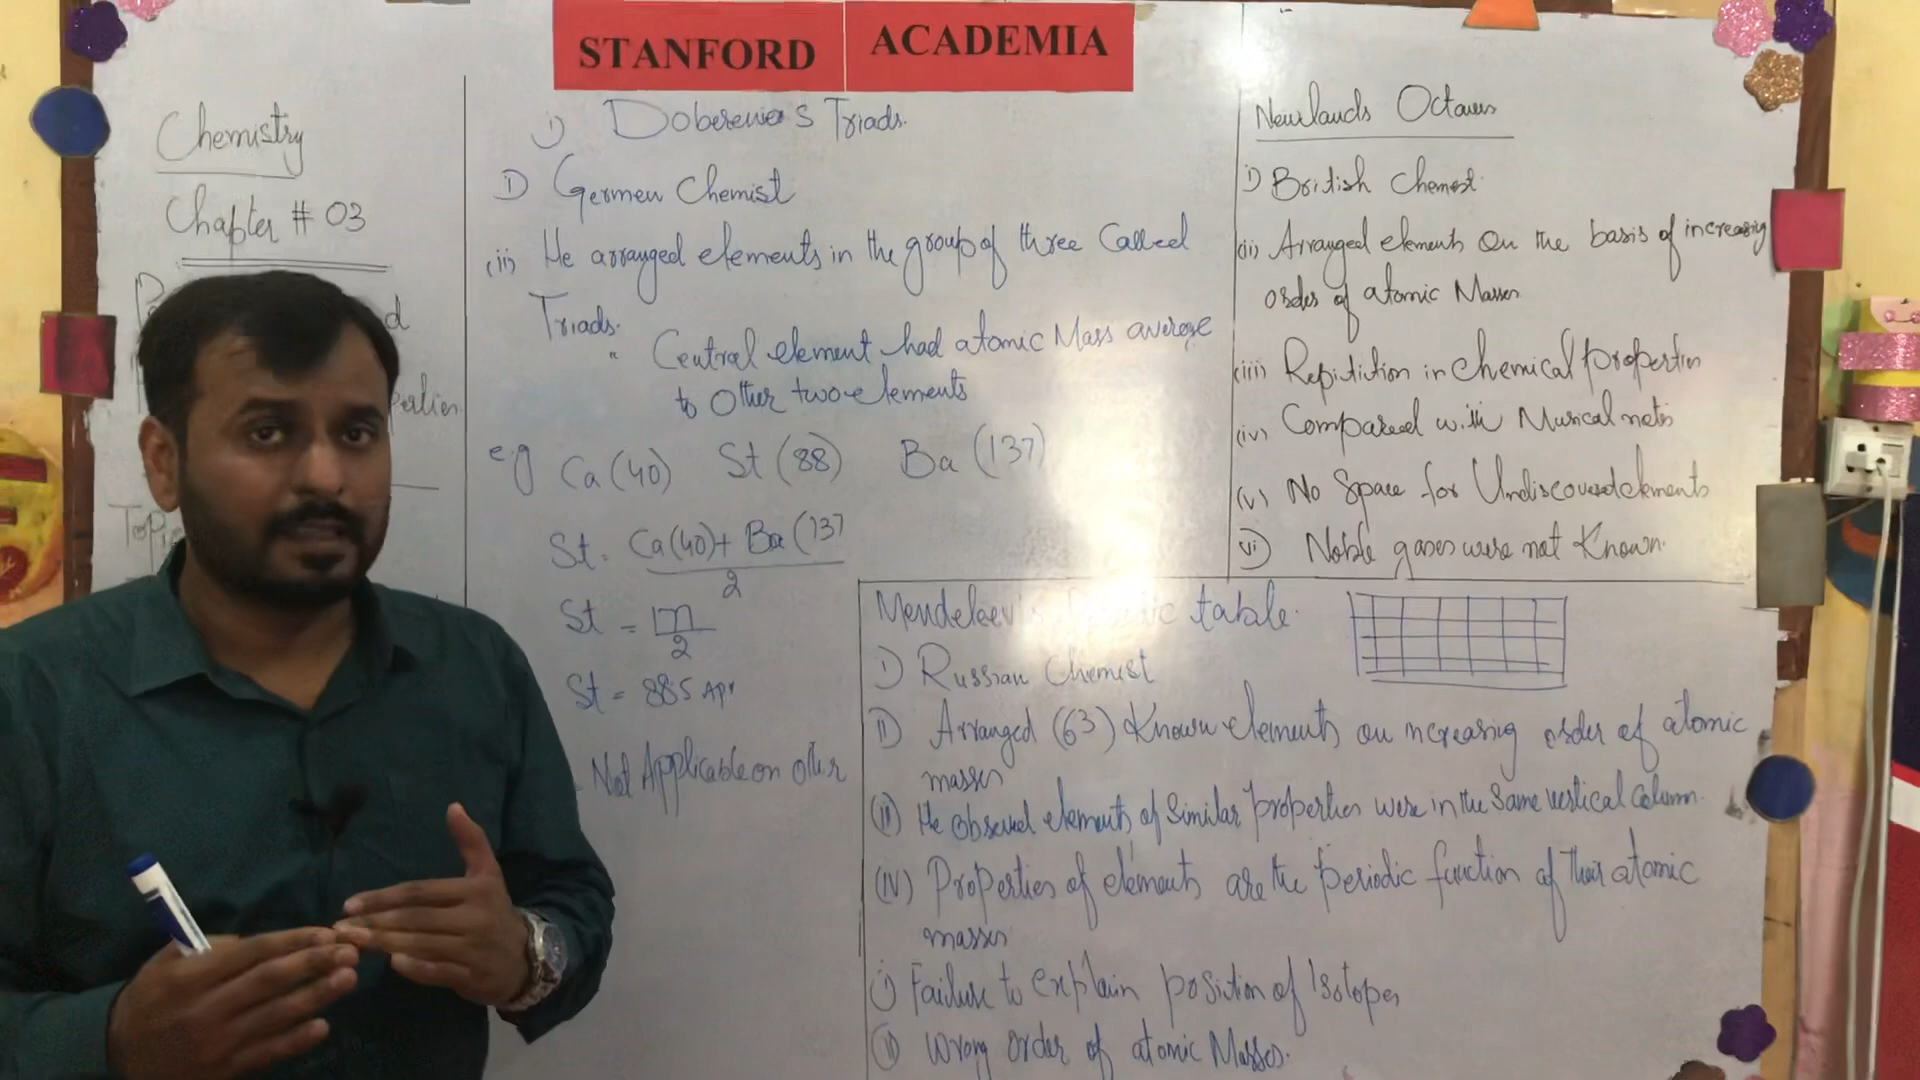 STANFORD ACADEMIA
Chemistry
Chapter # 03
i) Doberene's Triads.
I) Germen Chemist
(ii) He arranged elements in the group of three Called
Triads.
" Central element had atomic Mass average
to Other two elements
e.g Ca (40) St (88) Ba (137)
St = Ca(40) + Ba (137
2
St = 177
2
St = 88.5 Apr
Not Applicable on other
Newlands Octaves
i) British Chemest
(ii) Arranged elements On the basis of increasing
order of atomic Masses
(iii) Repitition in chemical properties
(iv) Compared with Musical notes
(v) No Space for Undiscovered elements
(vi) Noble gases were not Known.
Mendeleev's table.
I) Russian Chemist
II) Arranged (63) Known elements on increasing order of atomic
masses
(iii) He observed elements of Similar properties were in the Same vertical Column.
(IV) Properties of elements are the Periodic function of their atomic
masses
(i) Failure to explain position of Isotopes
(ii) Wrong order of atomic Masses.